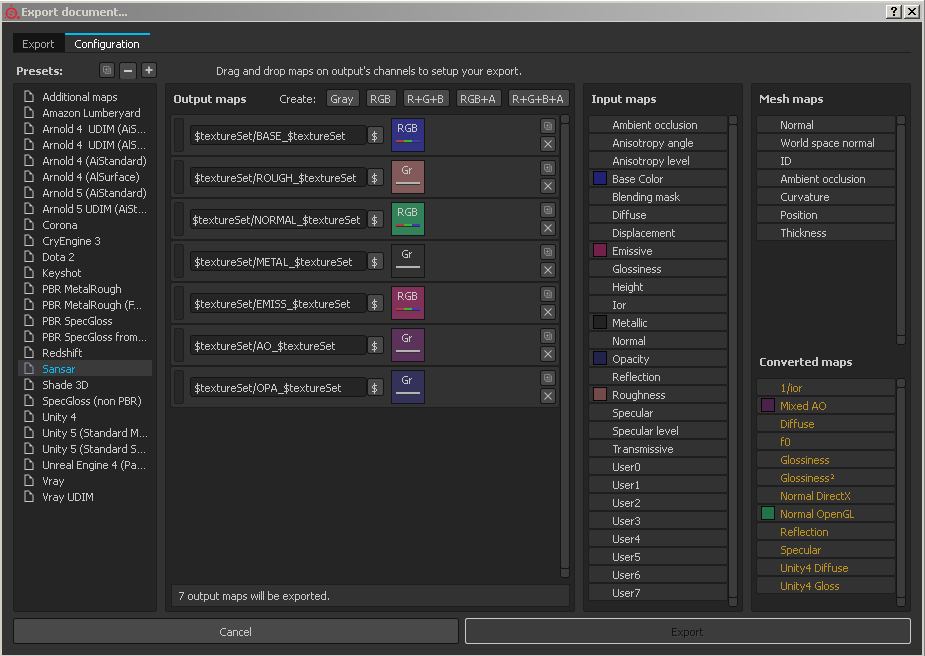 Export document...
Export
Configuration
Presets:
Drag and drop maps on output's channels to setup your export.
Additional maps
Amazon Lumberyard
Arnold 4 UDIM (AiS...
Arnold 4 UDIM (AlS...
Arnold 4 (AiStandard)
Arnold 4 (AlSurface)
Arnold 5 (AiStandard)
Arnold 5 UDIM (AiSt...
Corona
CryEngine 3
Dota 2
Keyshot
PBR MetalRough
PBR MetalRough (F...
PBR SpecGloss
PBR SpecGloss from...
Redshift
Sansar
Shade 3D
SpecGloss (non PBR)
Unity 4
Unity 5 (Standard M...
Unity 5 (Standard S...
Unreal Engine 4 (Pa...
Vray
Vray UDIM
Output maps
Create: Gray RGB R+G+B RGB+A R+G+B+A
$textureSet/BASE_$textureSet $ RGB
$textureSet/ROUGH_$textureSet $ Gr
$textureSet/NORMAL_$textureSet $ RGB
$textureSet/METAL_$textureSet $ Gr
$textureSet/EMISS_$textureSet $ RGB
$textureSet/AO_$textureSet $ Gr
$textureSet/OPA_$textureSet $ Gr
7 output maps will be exported.
Input maps
Ambient occlusion
Anisotropy angle
Anisotropy level
Base Color
Blending mask
Diffuse
Displacement
Emissive
Glossiness
Height
Ior
Metallic
Normal
Opacity
Reflection
Roughness
Specular
Specular level
Transmissive
User0
User1
User2
User3
User4
User5
User6
User7
Mesh maps
Normal
World space normal
ID
Ambient occlusion
Curvature
Position
Thickness
Converted maps
1/ior
Mixed AO
Diffuse
f0
Glossiness
Glossiness²
Normal DirectX
Normal OpenGL
Reflection
Specular
Unity4 Diffuse
Unity4 Gloss
Cancel
Export